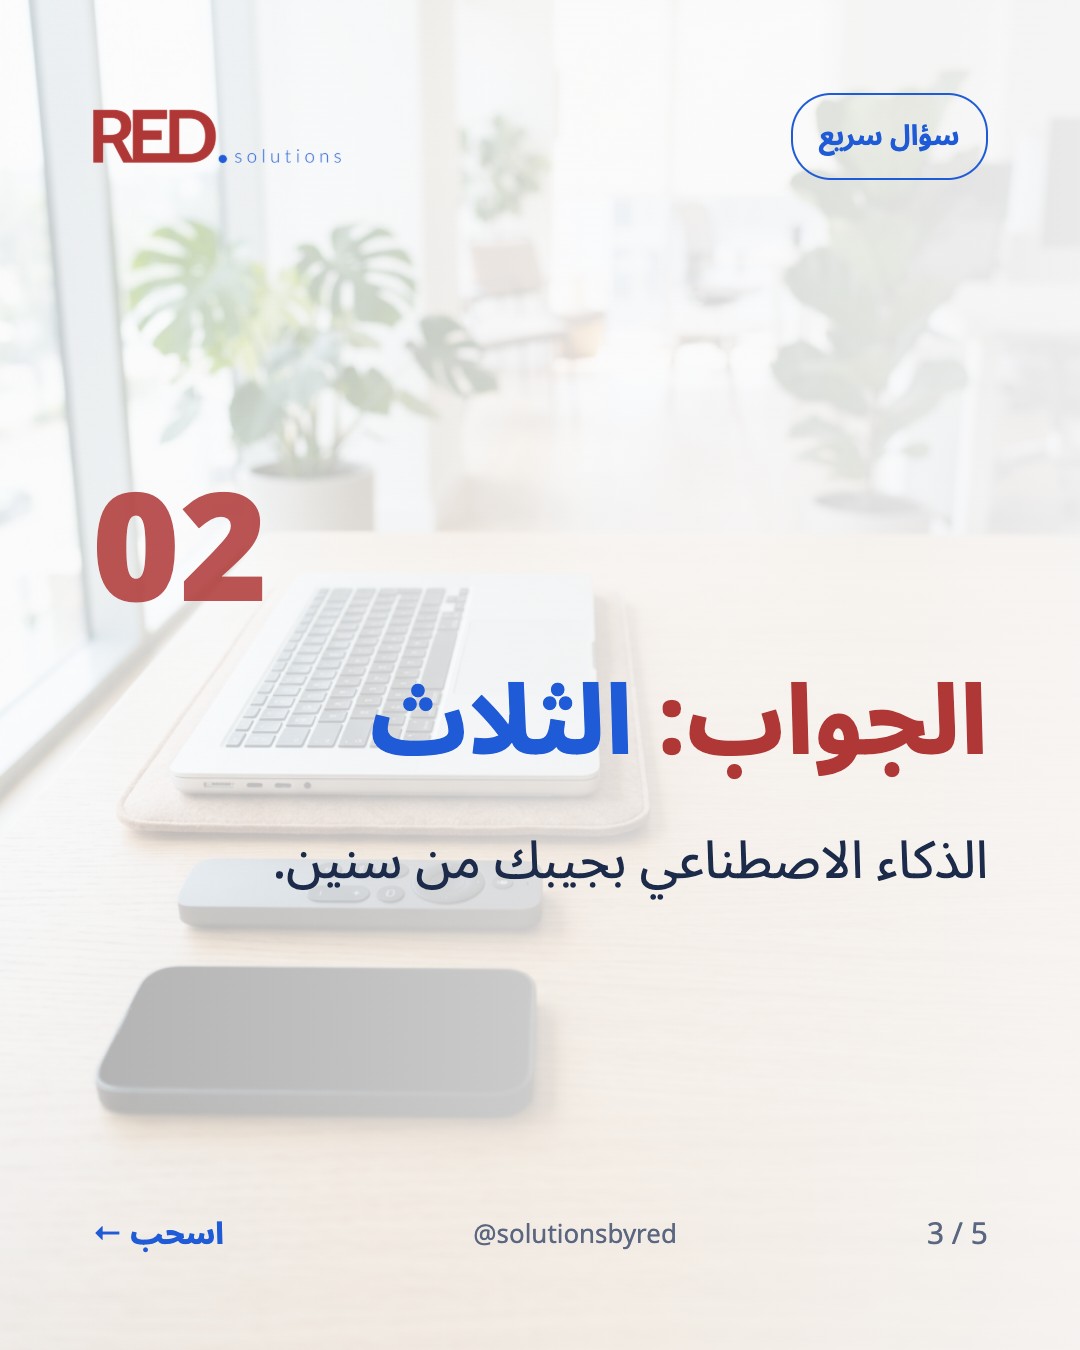 RED.solutions
سؤال سريع
02
الجواب: الثلاث
الذكاء الاصطناعي بجيبك من سنين.
اسحب ←
@solutionsbyred
3 / 5